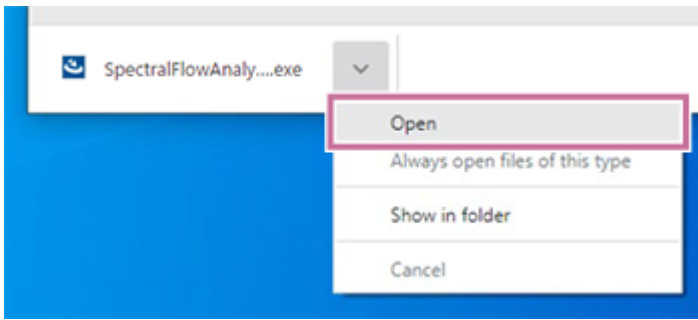 SpectralFlowAnaly....exe
Open
Always open files of this type
Show in folder
Cancel